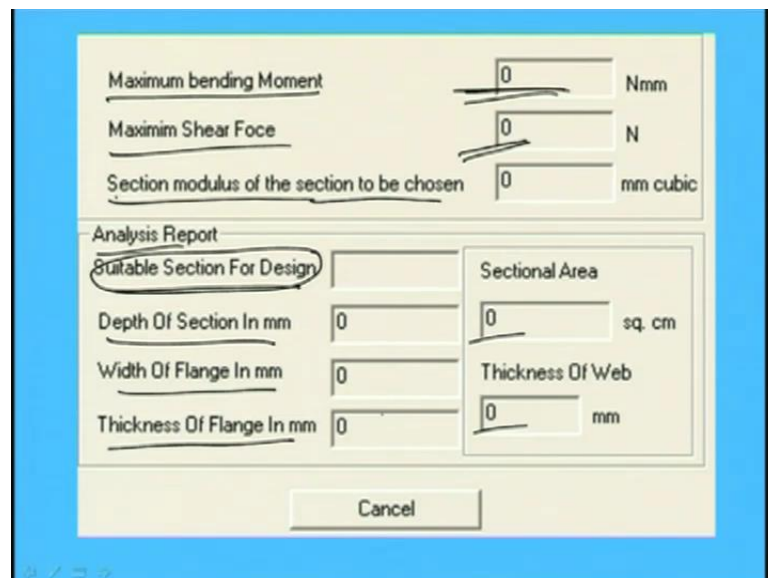 Maximum bending Moment 0 Nmm
Maximim Shear Foce 0 N
Section modulus of the section to be chosen 0 mm cubic
Analysis Report
Suitable Section For Design
Sectional Area
Depth Of Section In mm 0
0 sq. cm
Width Of Flange In mm 0
Thickness Of Web
Thickness Of Flange In mm 0
0 mm
Cancel